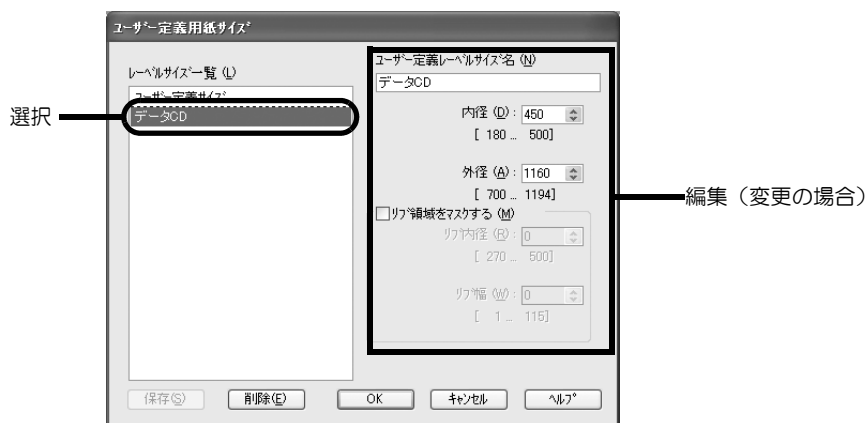 ユーザー定義用紙サイズ
レーベルサイズ一覧 (L)
ユーザー定義サイズ
データCD
選択
ユーザー定義レーベルサイズ名 (N)
データCD
内径 (D) : 450
[ 180 ... 500]
外径 (A) : 1160
[ 700 ... 1194]
リブ領域をマスクする (M)
リブ内径 (R) : 0
[ 270 ... 500]
リブ幅 (W) : 0
[ 1 ... 115]
編集（変更の場合）
保存(S) 削除(E) OK キャンセル ヘルプ